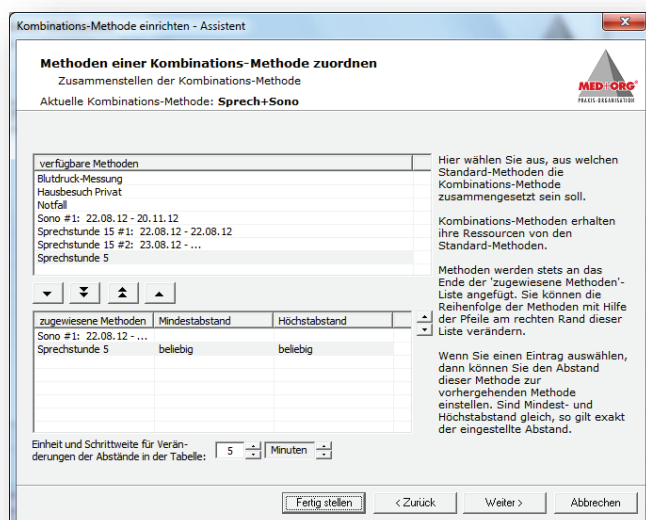 Kombinations-Methode einrichten - Assistent
Methoden einer Kombinations-Methode zuordnen
Zusammenstellen der Kombinations-Methode
Aktuelle Kombinations-Methode: Sprech+Sono
MED+ORG®
PRAXIS-ORGANISATION
verfügbare Methoden
Blutdruck-Messung
Hausbesuch Privat
Notfall
Sono #1: 22.08.12 - 20.11.12
Sprechstunde 15 #1: 22.08.12 - 22.08.12
Sprechstunde 15 #2: 23.08.12 - ...
Sprechstunde 5
zugewiesene Methoden Mindestabstand Höchstabstand
Sono #1: 22.08.12 - ...
Sprechstunde 5 beliebig beliebig
Einheit und Schrittweite für Verän-
derungen der Abstände in der Tabelle: 5 Minuten
Hier wählen Sie aus, aus welchen
Standard-Methoden die
Kombinations-Methode
zusammengesetzt sein soll.
Kombinations-Methoden erhalten
ihre Ressourcen von den
Standard-Methoden.
Methoden werden stets an das
Ende der 'zugewiesene Methoden'-
Liste angefügt. Sie können die
Reihenfolge der Methoden mit Hilfe
der Pfeile am rechten Rand dieser
Liste verändern.
Wenn Sie einen Eintrag auswählen,
dann können Sie den Abstand
dieser Methode zur
vorhergehenden Methode
einstellen. Sind Mindest- und
Höchstabstand gleich, so gilt exakt
der eingestellte Abstand.
Fertig stellen < Zurück Weiter > Abbrechen